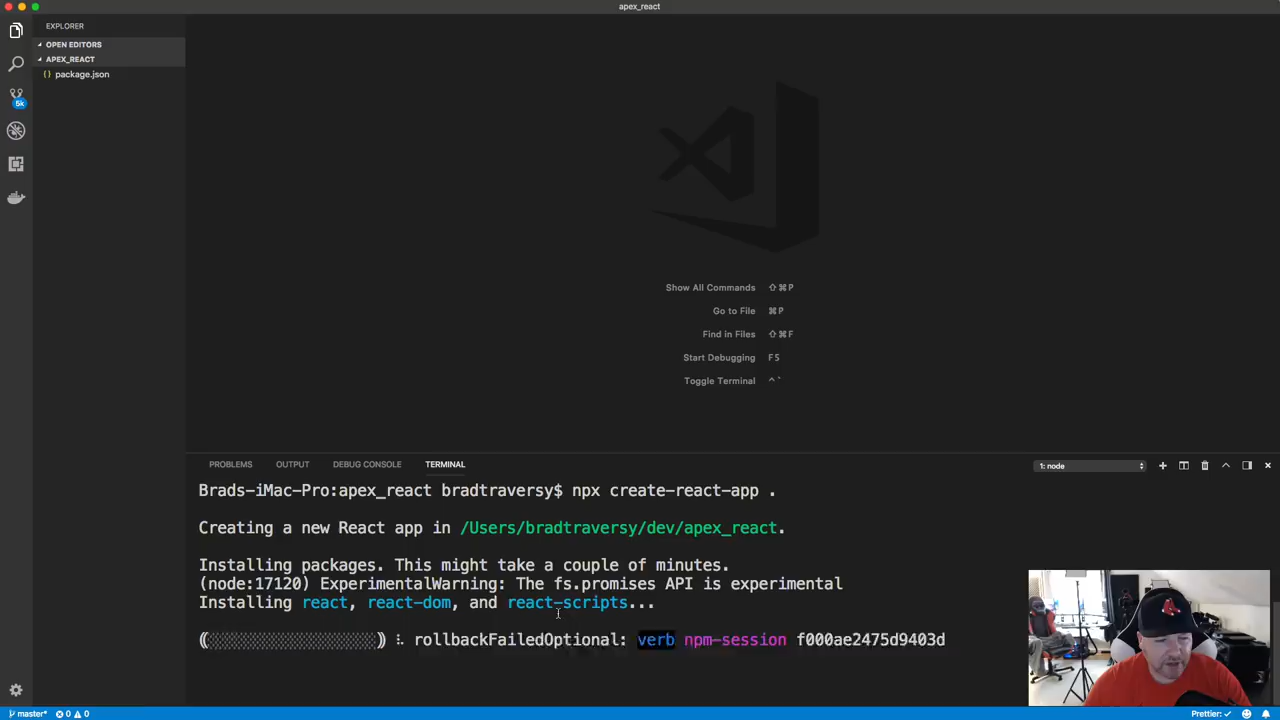 apex_react
EXPLORER
OPEN EDITORS
APEX_REACT
{} package.json
5k
Show All Commands ⇧⌘P
Go to File ⌘P
Find in Files ⇧⌘F
Start Debugging F5
Toggle Terminal ⌃`
PROBLEMS OUTPUT DEBUG CONSOLE TERMINAL 1: node
Brads-iMac-Pro:apex_react bradtraversy$ npx create-react-app .
Creating a new React app in /Users/bradtraversy/dev/apex_react.
Installing packages. This might take a couple of minutes.
(node:17120) ExperimentalWarning: The fs.promises API is experimental
Installing react, react-dom, and react-scripts...
(░░░░░░░░░░░░░░░░░░) ⠧ rollbackFailedOptional: verb npm-session f000ae2475d9403d
master* 0 0 Prettier: ✓